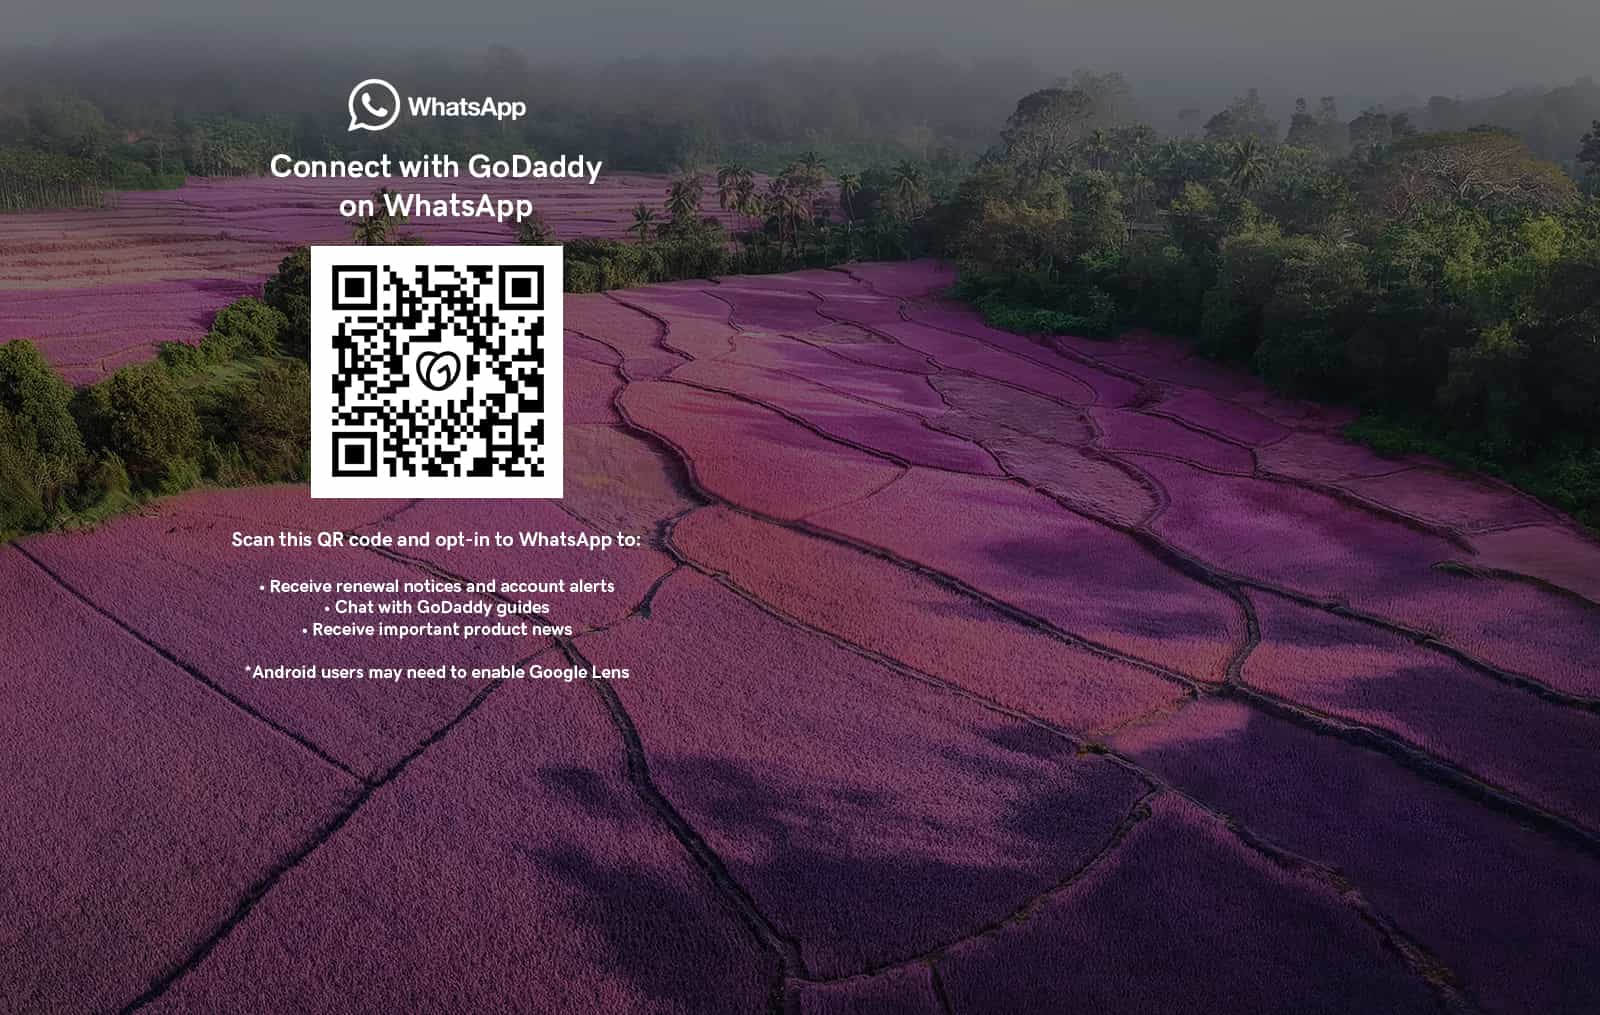 WhatsApp
Connect with GoDaddy
on WhatsApp
Scan this QR code and opt-in to WhatsApp to:
• Receive renewal notices and account alerts
• Chat with GoDaddy guides
• Receive important product news
*Android users may need to enable Google Lens